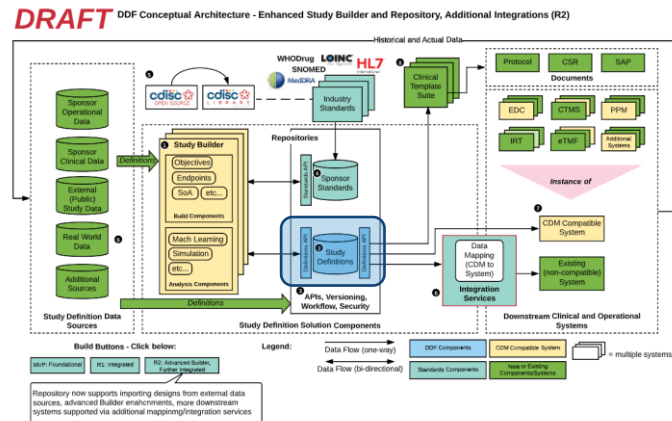 DRAFT
DDF Conceptual Architecture - Enhanced Study Builder and Repository, Additional Integrations (R2)
Historical and Actual Data
WHODrug
LOINC
SNOMED
MedDRA
HL7
International
5
cdisc
OPEN SOURCE
cdisc
LIBRARY
Industry
Standards
Clinical
Template
Suite
Protocol
CSR
SAP
Documents
EDC
CTMS
PPM
IRT
eTMF
Additional
Systems
Instance of
7
CDM Compatible
System
Existing
(non-compatible)
System
Downstream Clinical and Operational
Systems
Sponsor
Operational
Data
Sponsor
Clinical Data
External
(Public)
Study Data
Real World
Data
Additional
Sources
Study Definition Data
Sources
Definitions
Definitions
1
Study Builder
Objectives
Endpoints
SoA
etc...
Build Components
Mach Learning
Simulation
etc...
Analysis Components
Repositories
Standards API
4
Sponsor
Standards
Definitions API
2
Study
Definitions
Definitions API
3
APIs, Versioning,
Workflow, Security
Data
Mapping
(CDM to
System)
Integration
Services
Study Definition Solution Components
Build Buttons - Click below:
MVP: Foundational
R1: Integrated
R2: Advanced Builder,
Further Integrated
Repository now supports importing designs from external data
sources, advanced Builder enahcnments, more downstream
systems supported via additional mappinmg/integration services
Legend:
Data Flow (one-way)
Data Flow (bi-directional)
DDF Components
CDM Compatible System
Standards Components
New or Existing
Components/Systems
= multiple systems